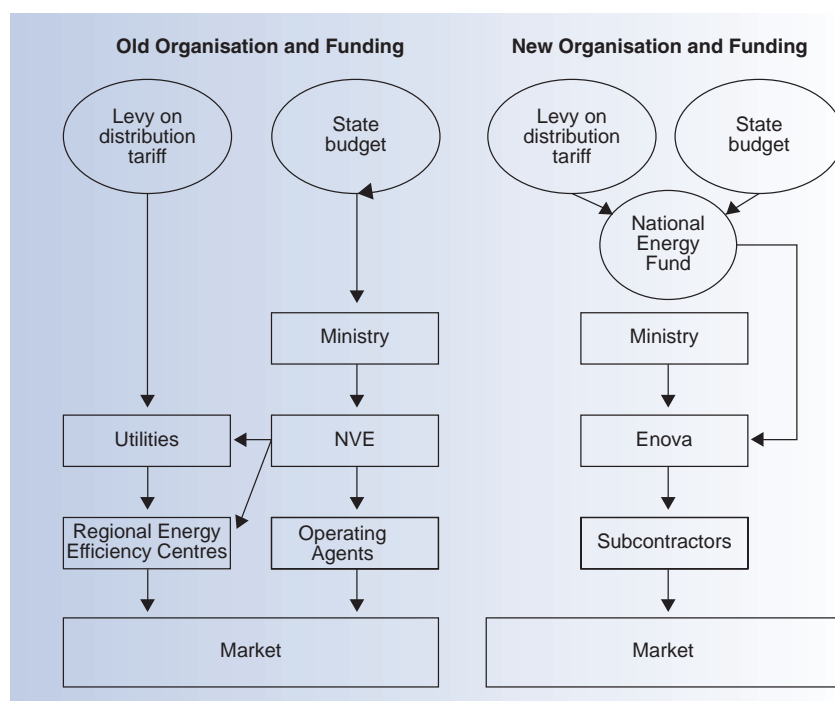 Old Organisation and Funding
Levy on
distribution
tariff
State
budget
Ministry
Utilities
NVE
Regional Energy
Efficiency Centres
Operating
Agents
Market
New Organisation and Funding
Levy on
distribution
tariff
State
budget
National
Energy
Fund
Ministry
Enova
Subcontractors
Market